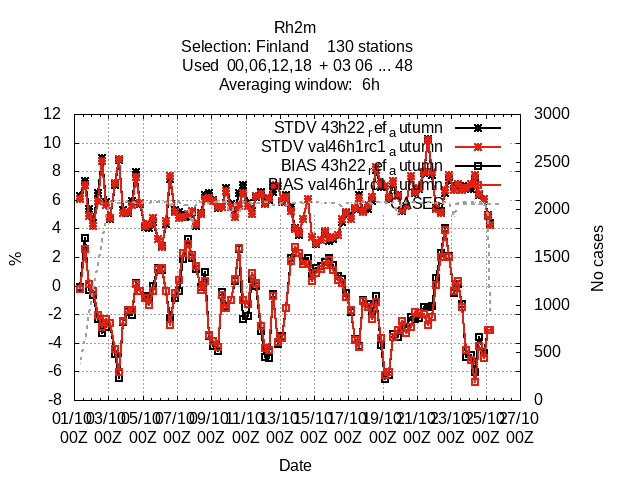 Rh2m
Selection: Finland 130 stations
Used 00,06,12,18 + 03 06 ... 48
Averaging window: 6h
STDV 43h22_ref_autumn
STDV val46h1rc1_autumn
BIAS 43h22_ref_autumn
BIAS val46h1rc1_autumn
CASES
12
10
8
6
4
2
0
-2
-4
-6
-8
%
3000
2500
2000
1500
1000
500
0
No cases
01/10 03/10 05/10 07/10 09/10 11/10 13/10 15/10 17/10 19/10 21/10 23/10 25/10 27/10
00Z 00Z 00Z 00Z 00Z 00Z 00Z 00Z 00Z 00Z 00Z 00Z 00Z 00Z
Date